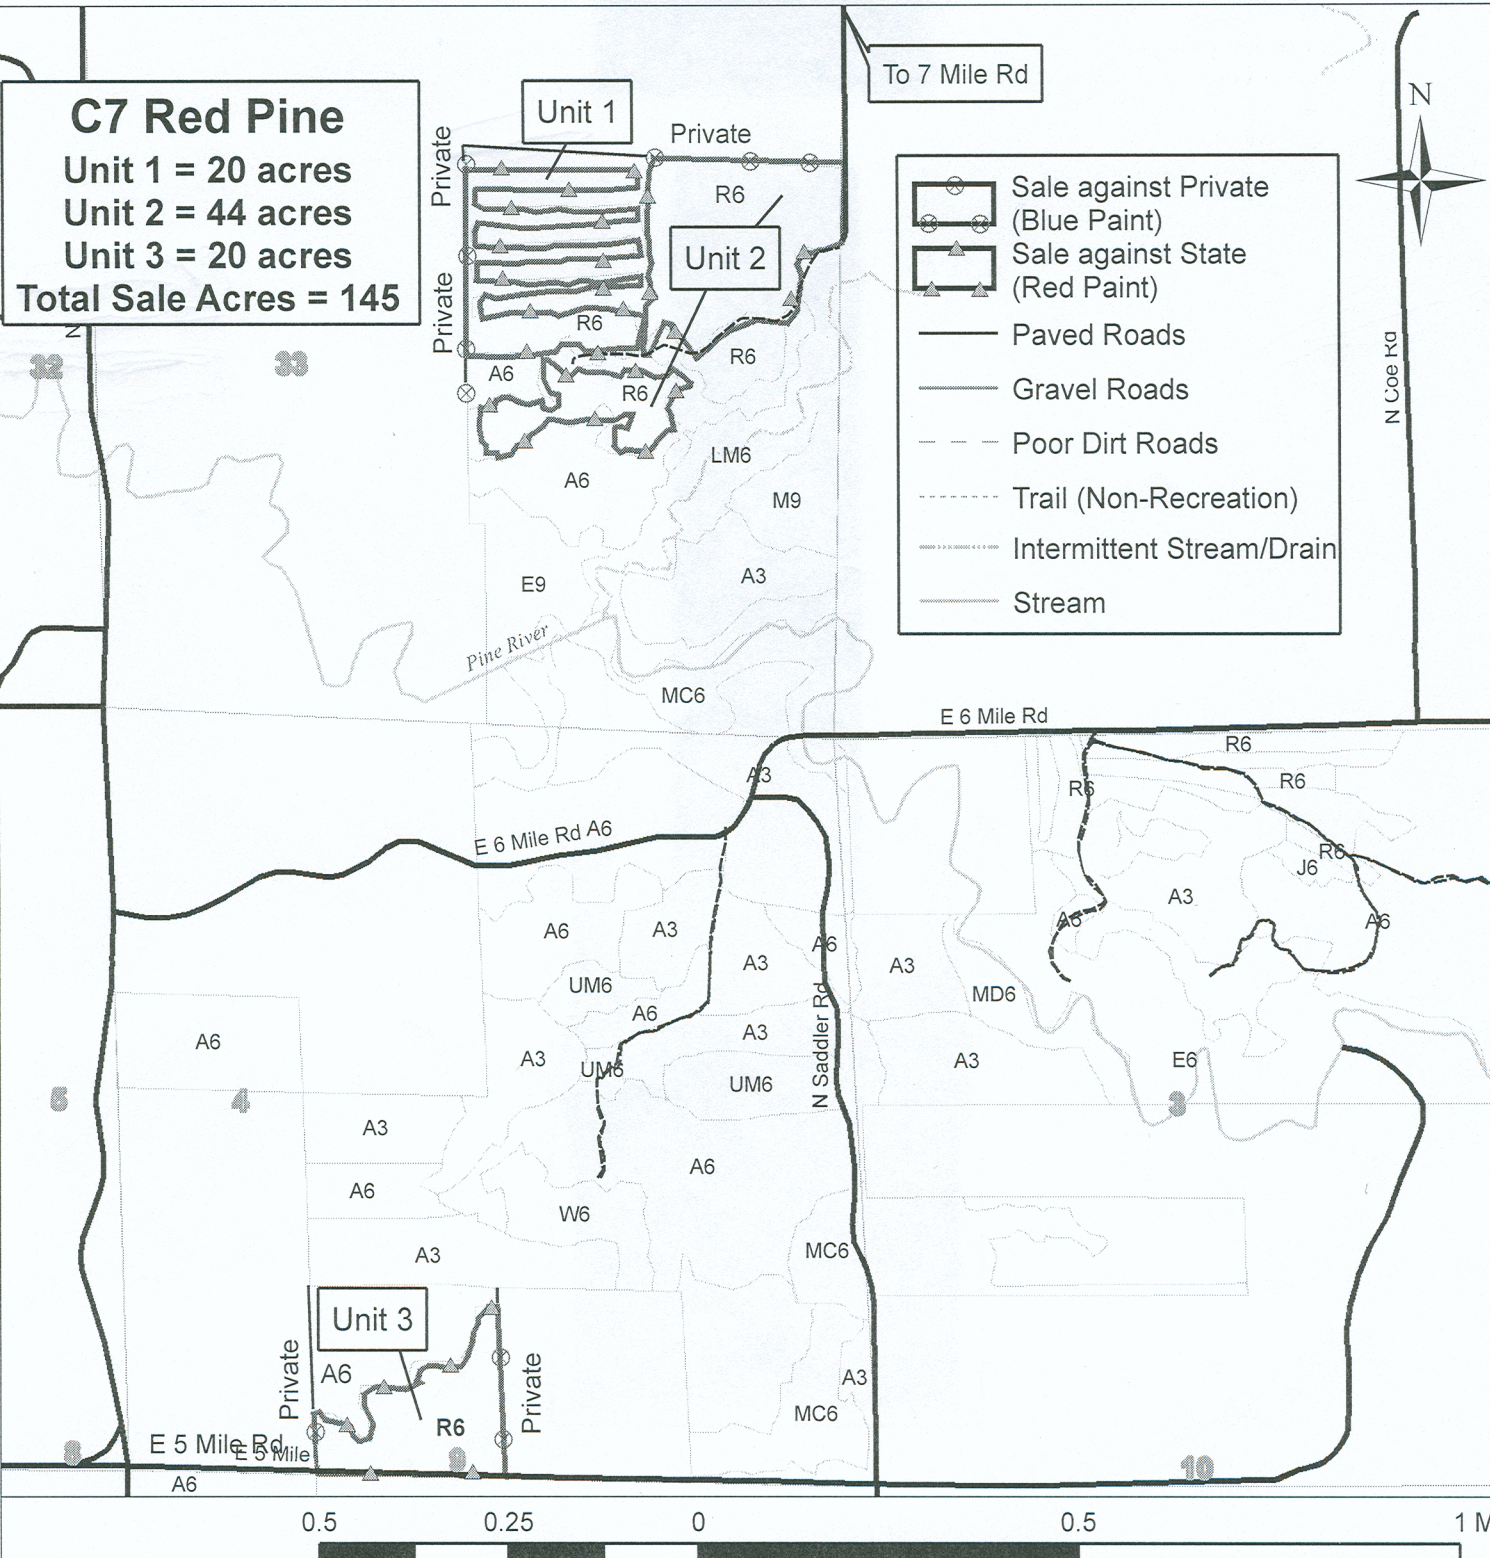 To 7 Mile Rd
C7 Red Pine
Unit 1 = 20 acres
Unit 2 = 44 acres
Unit 3 = 20 acres
Total Sale Acres = 145
N
Unit 1
Private
Private
Private
R6
Unit 2
R6
R6
A6
R6
32
33
N
Sale against Private
(Blue Paint)
Sale against State
(Red Paint)
Paved Roads
Gravel Roads
Poor Dirt Roads
Trail (Non-Recreation)
Intermittent Stream/Drain
Stream
N Coe Rd
LM6
A6
M9
E9
A3
Pine River
MC6
E 6 Mile Rd
R6
A3
R6
R6
E 6 Mile Rd
A6
R6
J6
A3
A6
A6
A6
A3
A6
A3
A3
UM6
MD6
A6
A3
A6
N Saddler Rd
A3
UM6
UM6
A3
E6
5
4
3
A3
A6
A6
W6
A3
MC6
Unit 3
Private
A6
Private
R6
A3
MC6
8
E 5 Mile Rd
E 5 Mile
9
10
A6
0.5
0.25
0
0.5
1 M